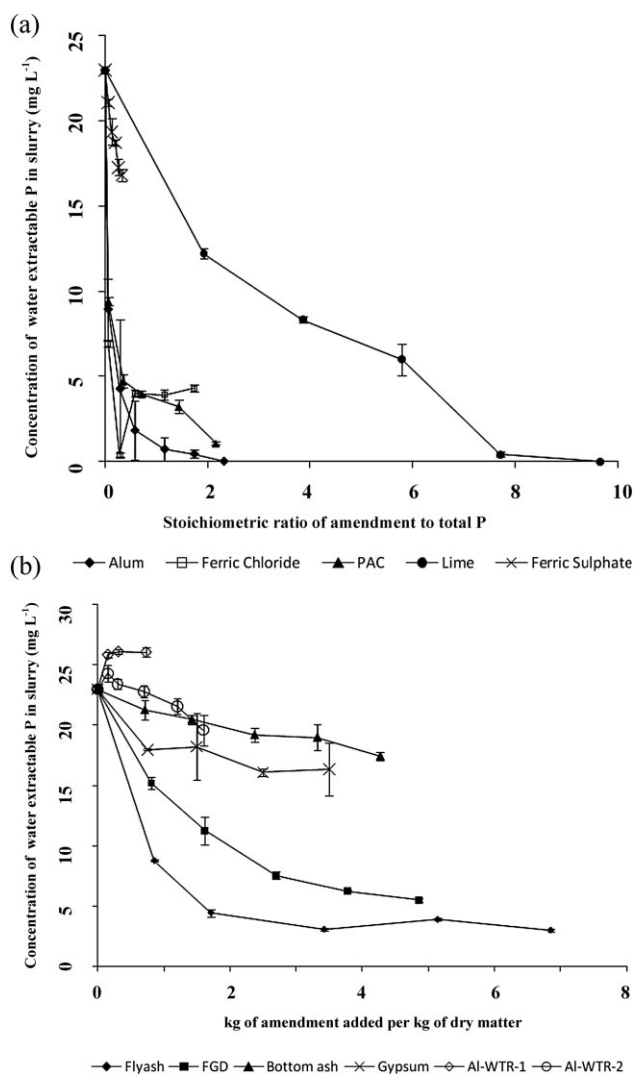 (a)
Concentration of water extractable P in slurry (mg L-1)
25
20
15
10
5
0
0 2 4 6 8 10
Stoichiometric ratio of amendment to total P
Alum Ferric Chloride PAC Lime Ferric Sulphate
(b)
Concentration of water extractable P in slurry (mg L-1)
30
25
20
15
10
5
0
0 2 4 6 8
kg of amendment added per kg of dry matter
Flyash FGD Bottom ash Gypsum Al-WTR-1 Al-WTR-2